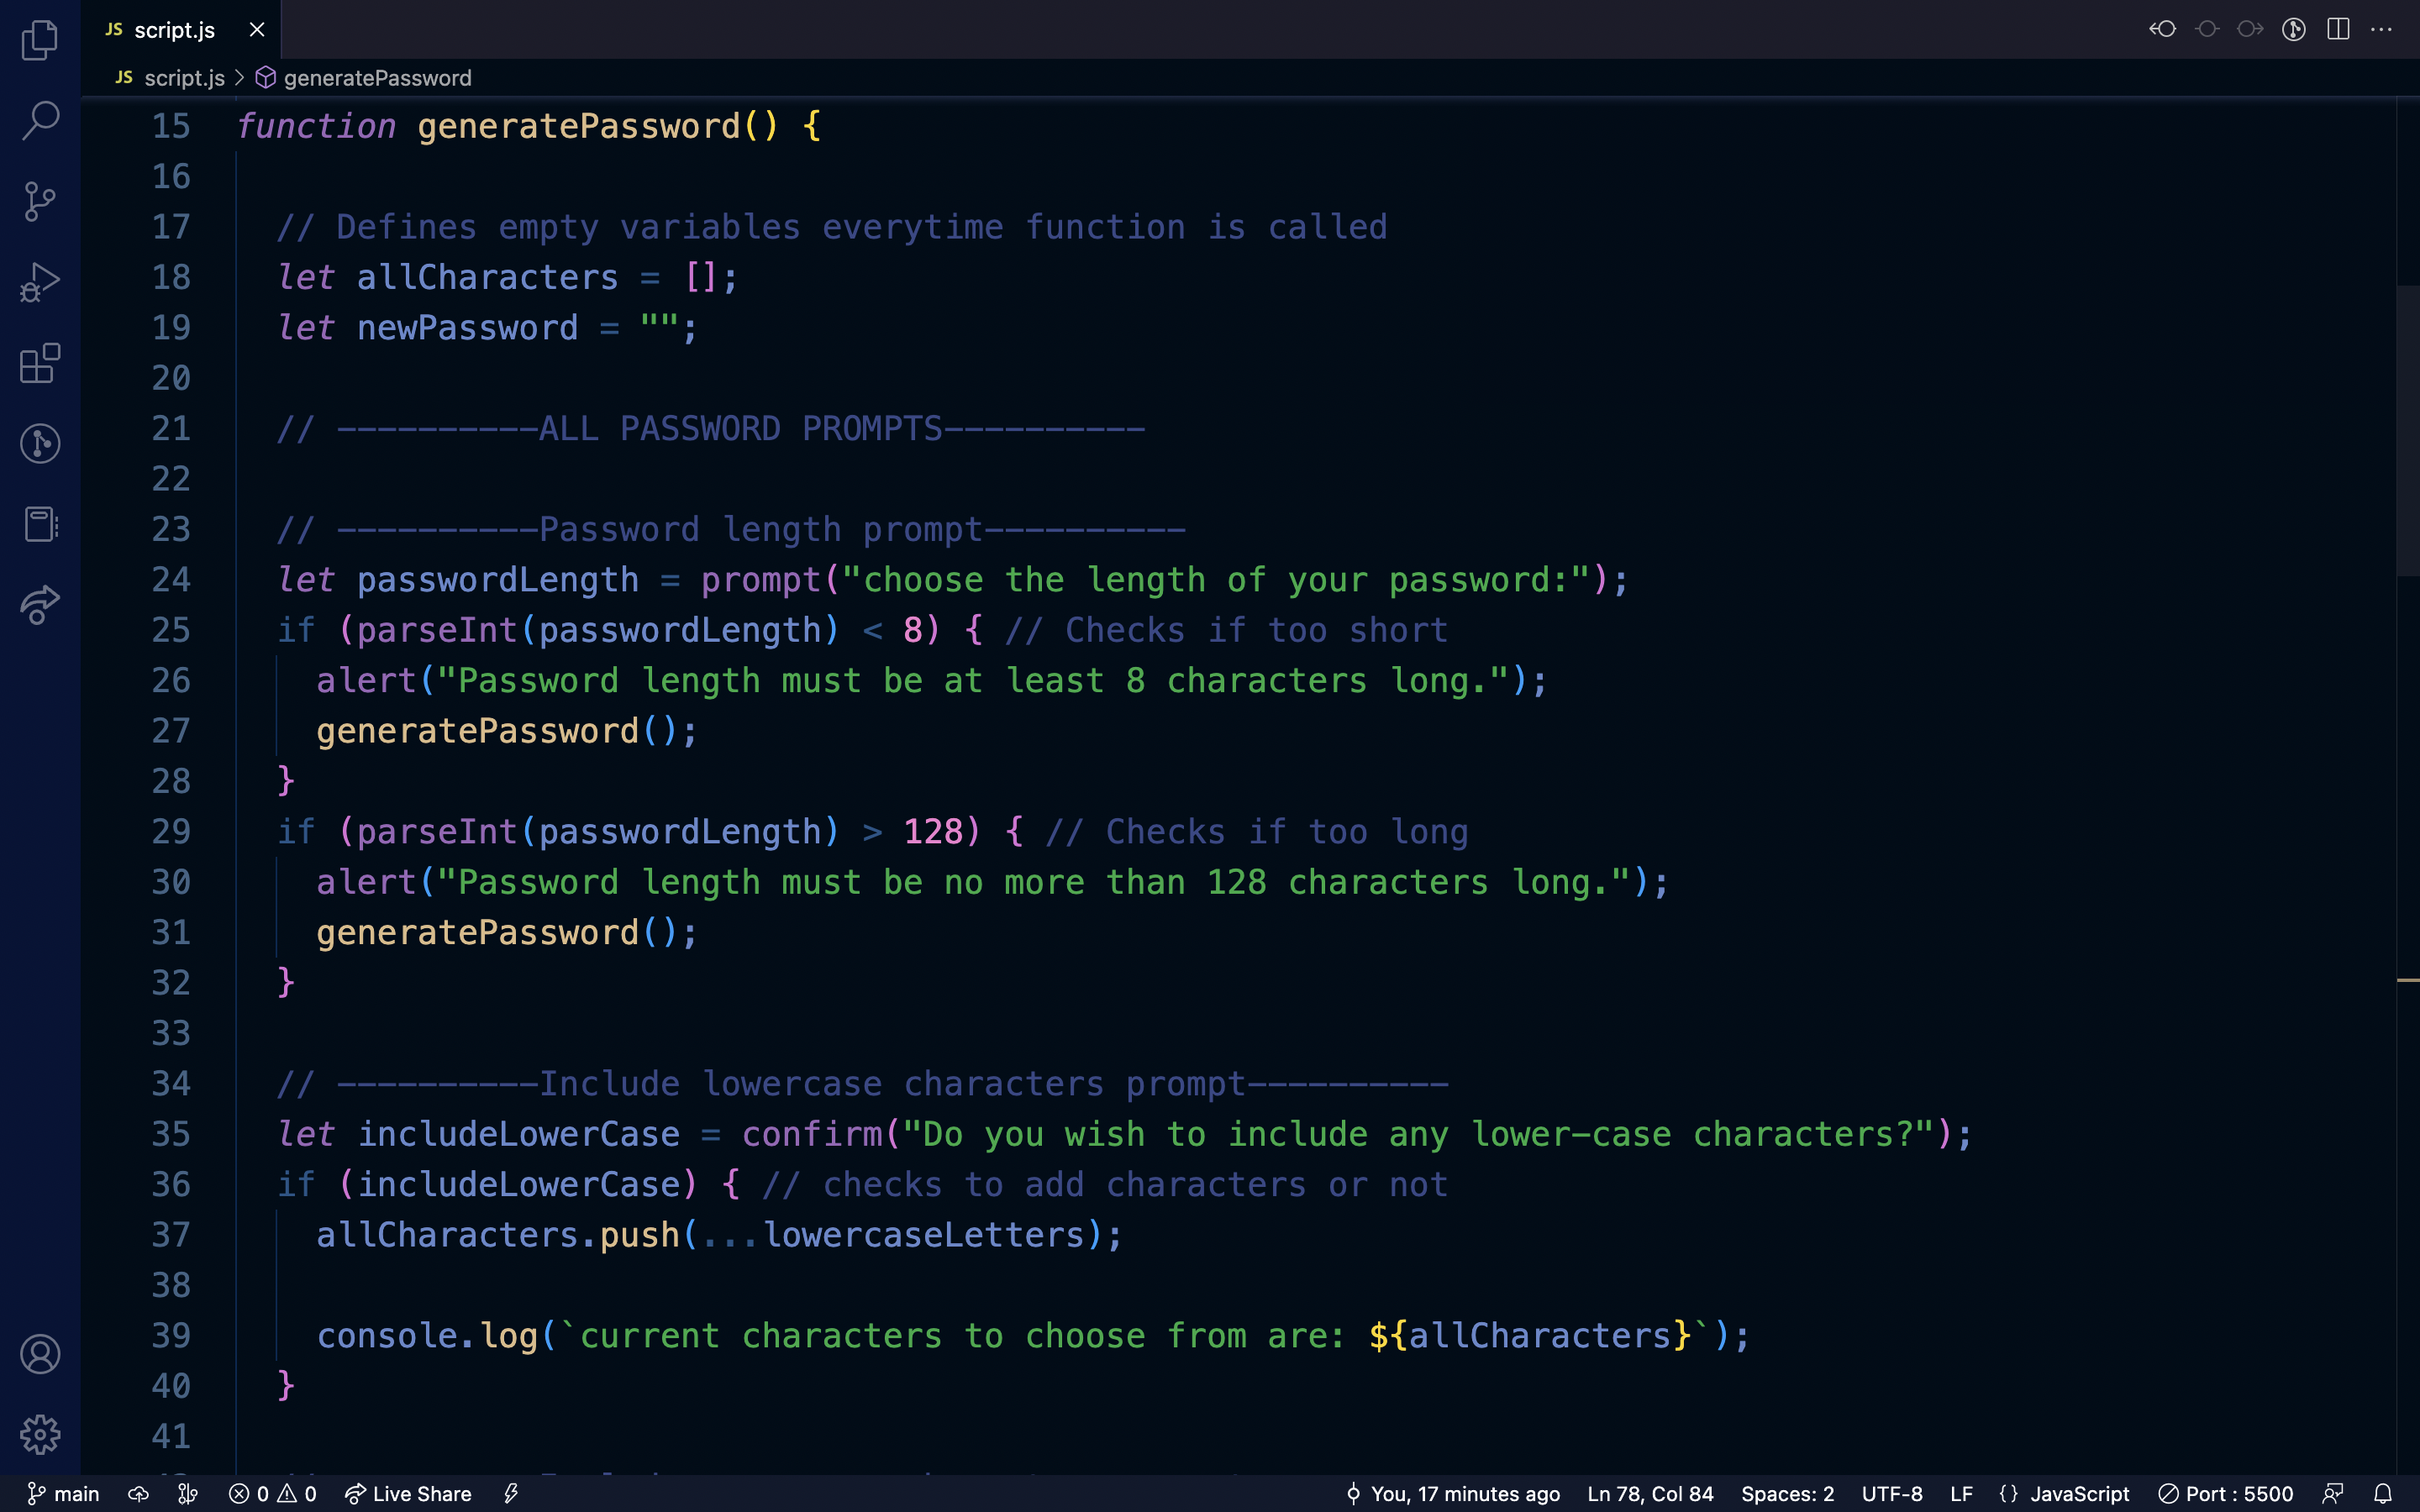 JS script.js
JS script.js > generatePassword
15 function generatePassword() {
16
17 // Defines empty variables everytime function is called
18 let allCharacters = [];
19 let newPassword = "";
20
21 // ----------ALL PASSWORD PROMPTS----------
22
23 // ----------Password length prompt----------
24 let passwordLength = prompt("choose the length of your password:");
25 if (parseInt(passwordLength) < 8) { // Checks if too short
26 alert("Password length must be at least 8 characters long.");
27 generatePassword();
28 }
29 if (parseInt(passwordLength) > 128) { // Checks if too long
30 alert("Password length must be no more than 128 characters long.");
31 generatePassword();
32 }
33
34 // ----------Include lowercase characters prompt----------
35 let includeLowerCase = confirm("Do you wish to include any lower-case characters?");
36 if (includeLowerCase) { // checks to add characters or not
37 allCharacters.push(...lowercaseLetters);
38
39 console.log(`current characters to choose from are: ${allCharacters}`);
40 }
41
main 0 0 Live Share You, 17 minutes ago Ln 78, Col 84 Spaces: 2 UTF-8 LF {} JavaScript Port : 5500